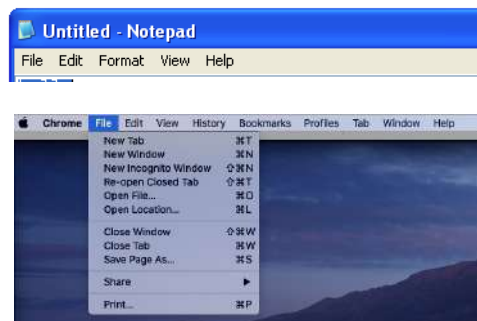 Untitled - Notepad
File Edit Format View Help
Chrome File Edit View History Bookmarks Profiles Tab Window Help
New Tab ⌘T
New Window ⌘N
New Incognito Window ⇧⌘N
Re-open Closed Tab ⇧⌘T
Open File... ⌘O
Open Location... ⌘L
Close Window ⇧⌘W
Close Tab ⌘W
Save Page As... ⌘S
Share ▶
Print... ⌘P